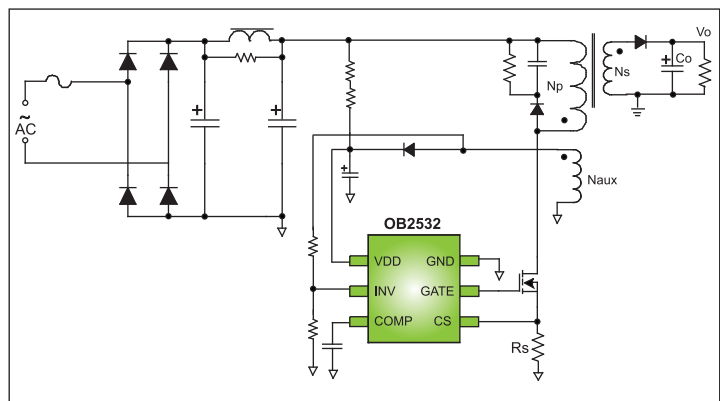 Vo
Co
Np
Ns
~
AC
Naux
OB2532
VDD
GND
INV
GATE
COMP
CS
Rs